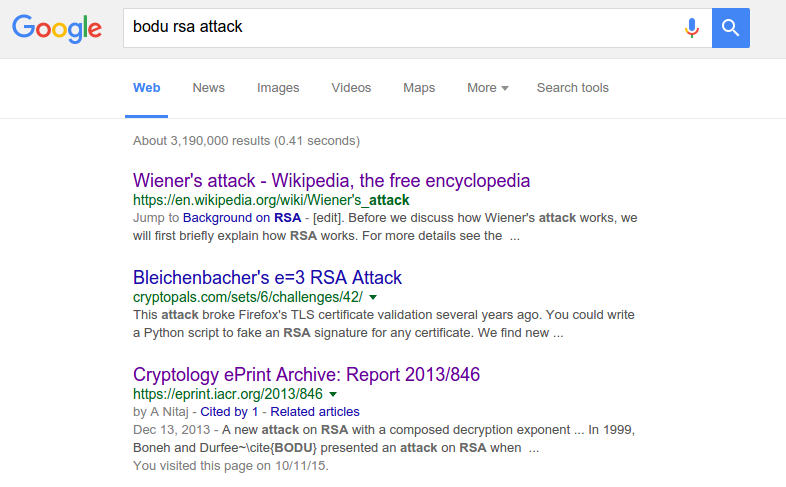 Google bodu rsa attack
Web News Images Videos Maps More Search tools
About 3,190,000 results (0.41 seconds)
Wiener's attack - Wikipedia, the free encyclopedia
https://en.wikipedia.org/wiki/Wiener's_attack
Jump to Background on RSA - [edit]. Before we discuss how Wiener's attack works, we
will first briefly explain how RSA works. For more details see the ...
Bleichenbacher's e=3 RSA Attack
cryptopals.com/sets/6/challenges/42/
This attack broke Firefox's TLS certificate validation several years ago. You could write
a Python script to fake an RSA signature for any certificate. We find new ...
Cryptology ePrint Archive: Report 2013/846
https://eprint.iacr.org/2013/846
by A Nitaj - Cited by 1 - Related articles
Dec 13, 2013 - A new attack on RSA with a composed decryption exponent ... In 1999,
Boneh and Durfee~\cite{BODU} presented an attack on RSA when ...
You visited this page on 10/11/15.